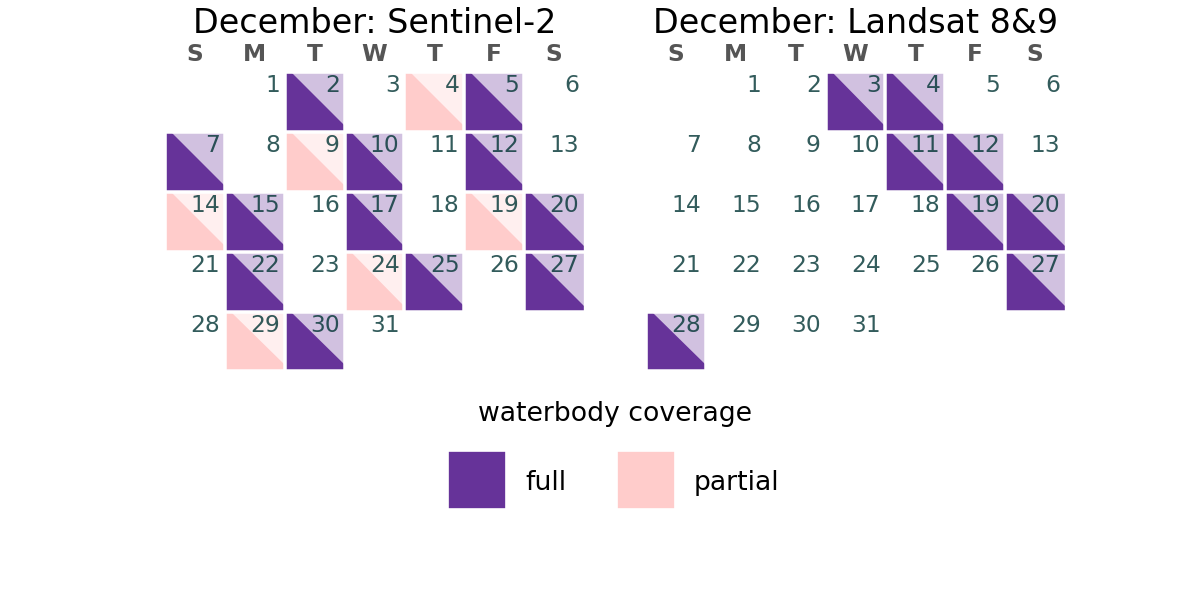 December: Sentinel-2
S M T W T F S
1 2 3 4 5 6
7 8 9 10 11 12 13
14 15 16 17 18 19 20
21 22 23 24 25 26 27
28 29 30 31
December: Landsat 8&9
S M T W T F S
1 2 3 4 5 6
7 8 9 10 11 12 13
14 15 16 17 18 19 20
21 22 23 24 25 26 27
28 29 30 31
waterbody coverage
full partial